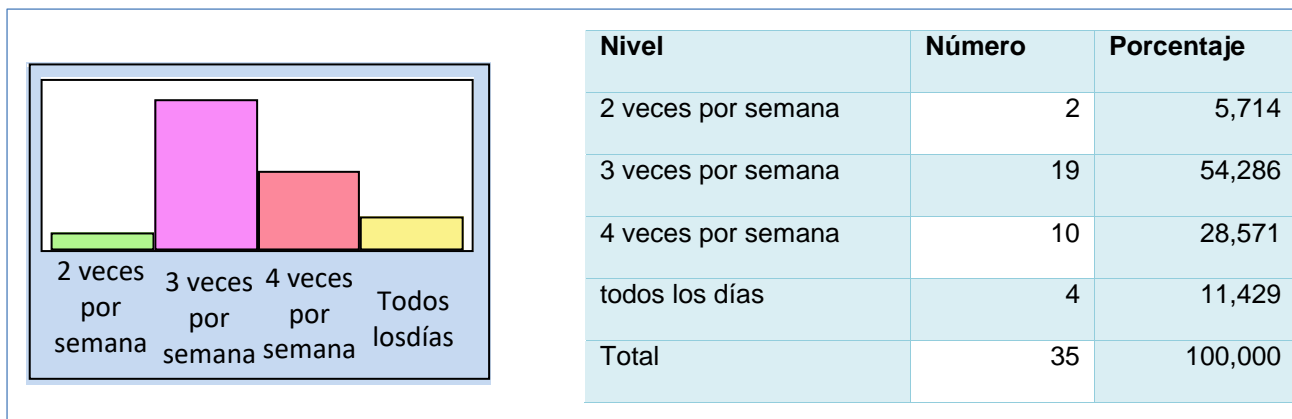 2 veces
por
semana
3 veces
por
semana
4 veces
por
semana
Todos
losdías
Nivel Número Porcentaje
2 veces por semana 2 5,714
3 veces por semana 19 54,286
4 veces por semana 10 28,571
todos los días 4 11,429
Total 35 100,000